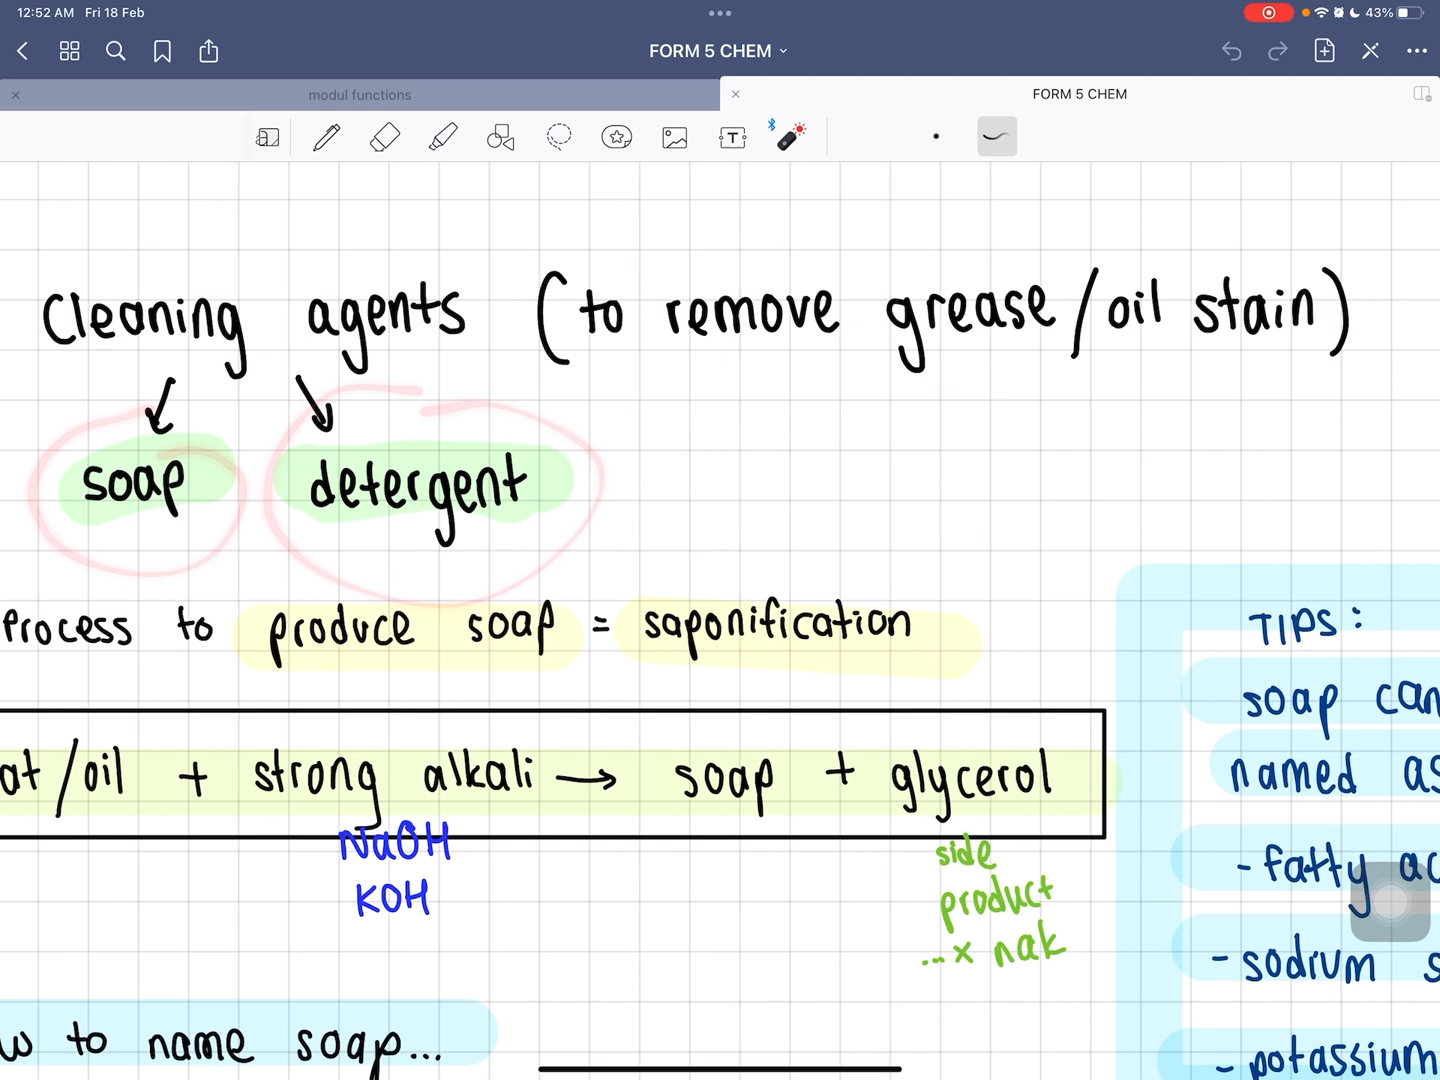 12:52 AM Fri 18 Feb
43%
FORM 5 CHEM
modul functions
FORM 5 CHEM
Cleaning agents (to remove grease/oil stain)
soap detergent
Process to produce soap = saponification
at/oil + strong alkali → soap + glycerol
NaOH
KOH
side
product
...x nak
w to name soap...
TIPS:
soap can
named as
- fatty ac
- sodium s
- potassium